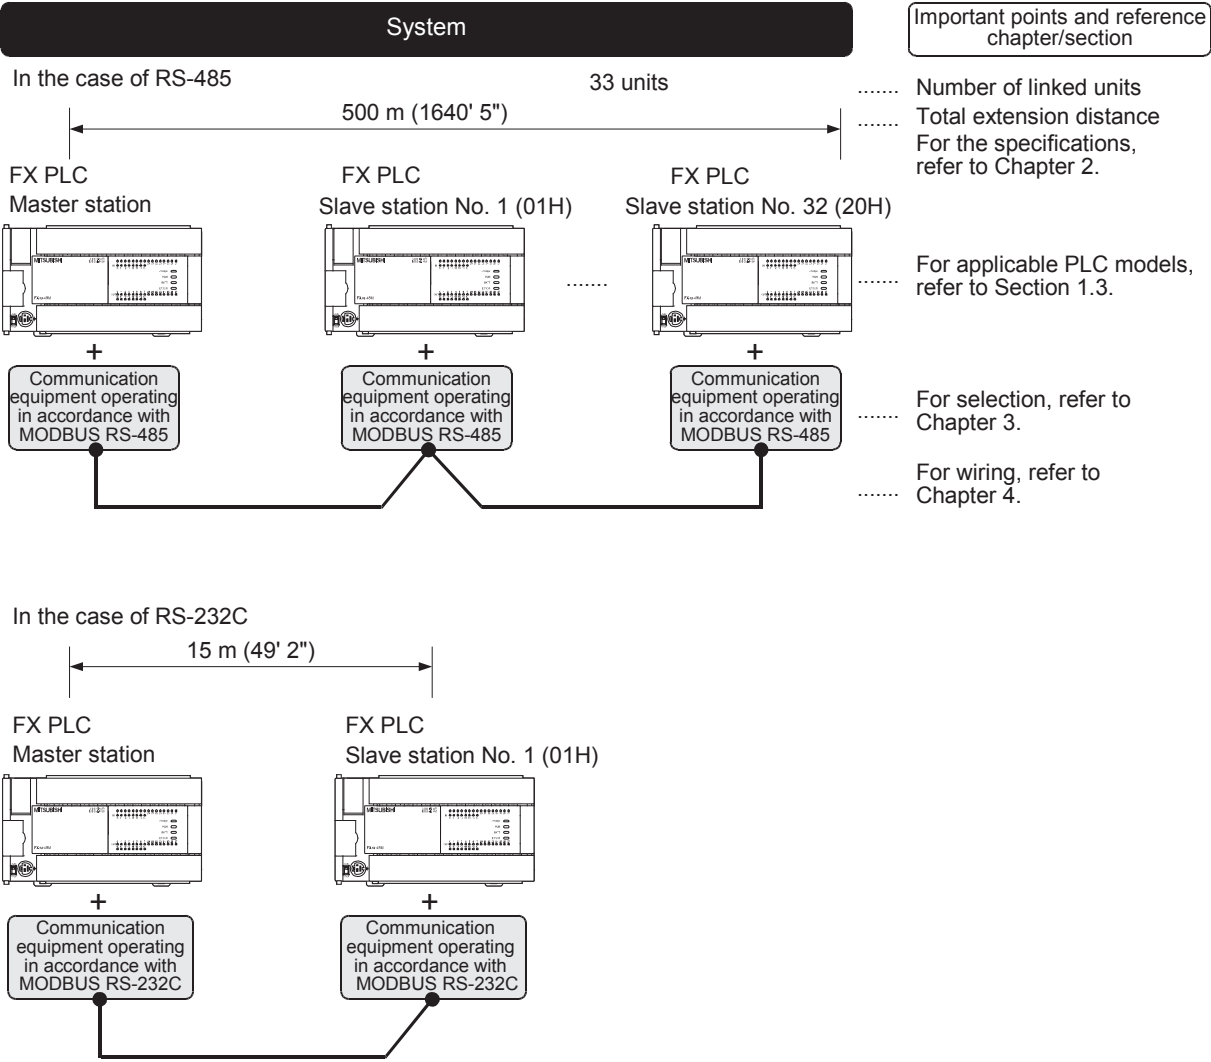 System
Important points and reference
chapter/section
In the case of RS-485
33 units
....... Number of linked units
500 m (1640' 5")
....... Total extension distance
For the specifications,
refer to Chapter 2.
FX PLC
Master station
FX PLC
Slave station No. 1 (01H)
FX PLC
Slave station No. 32 (20H)
MITSUBISHI
MITSUBISHI
MITSUBISHI
.......
....... For applicable PLC models,
refer to Section 1.3.
+
+
+
Communication
equipment operating
in accordance with
MODBUS RS-485
Communication
equipment operating
in accordance with
MODBUS RS-485
Communication
equipment operating
in accordance with
MODBUS RS-485
....... For selection, refer to
Chapter 3.
....... For wiring, refer to
Chapter 4.
In the case of RS-232C
15 m (49' 2")
FX PLC
Master station
FX PLC
Slave station No. 1 (01H)
MITSUBISHI
MITSUBISHI
+
+
Communication
equipment operating
in accordance with
MODBUS RS-232C
Communication
equipment operating
in accordance with
MODBUS RS-232C